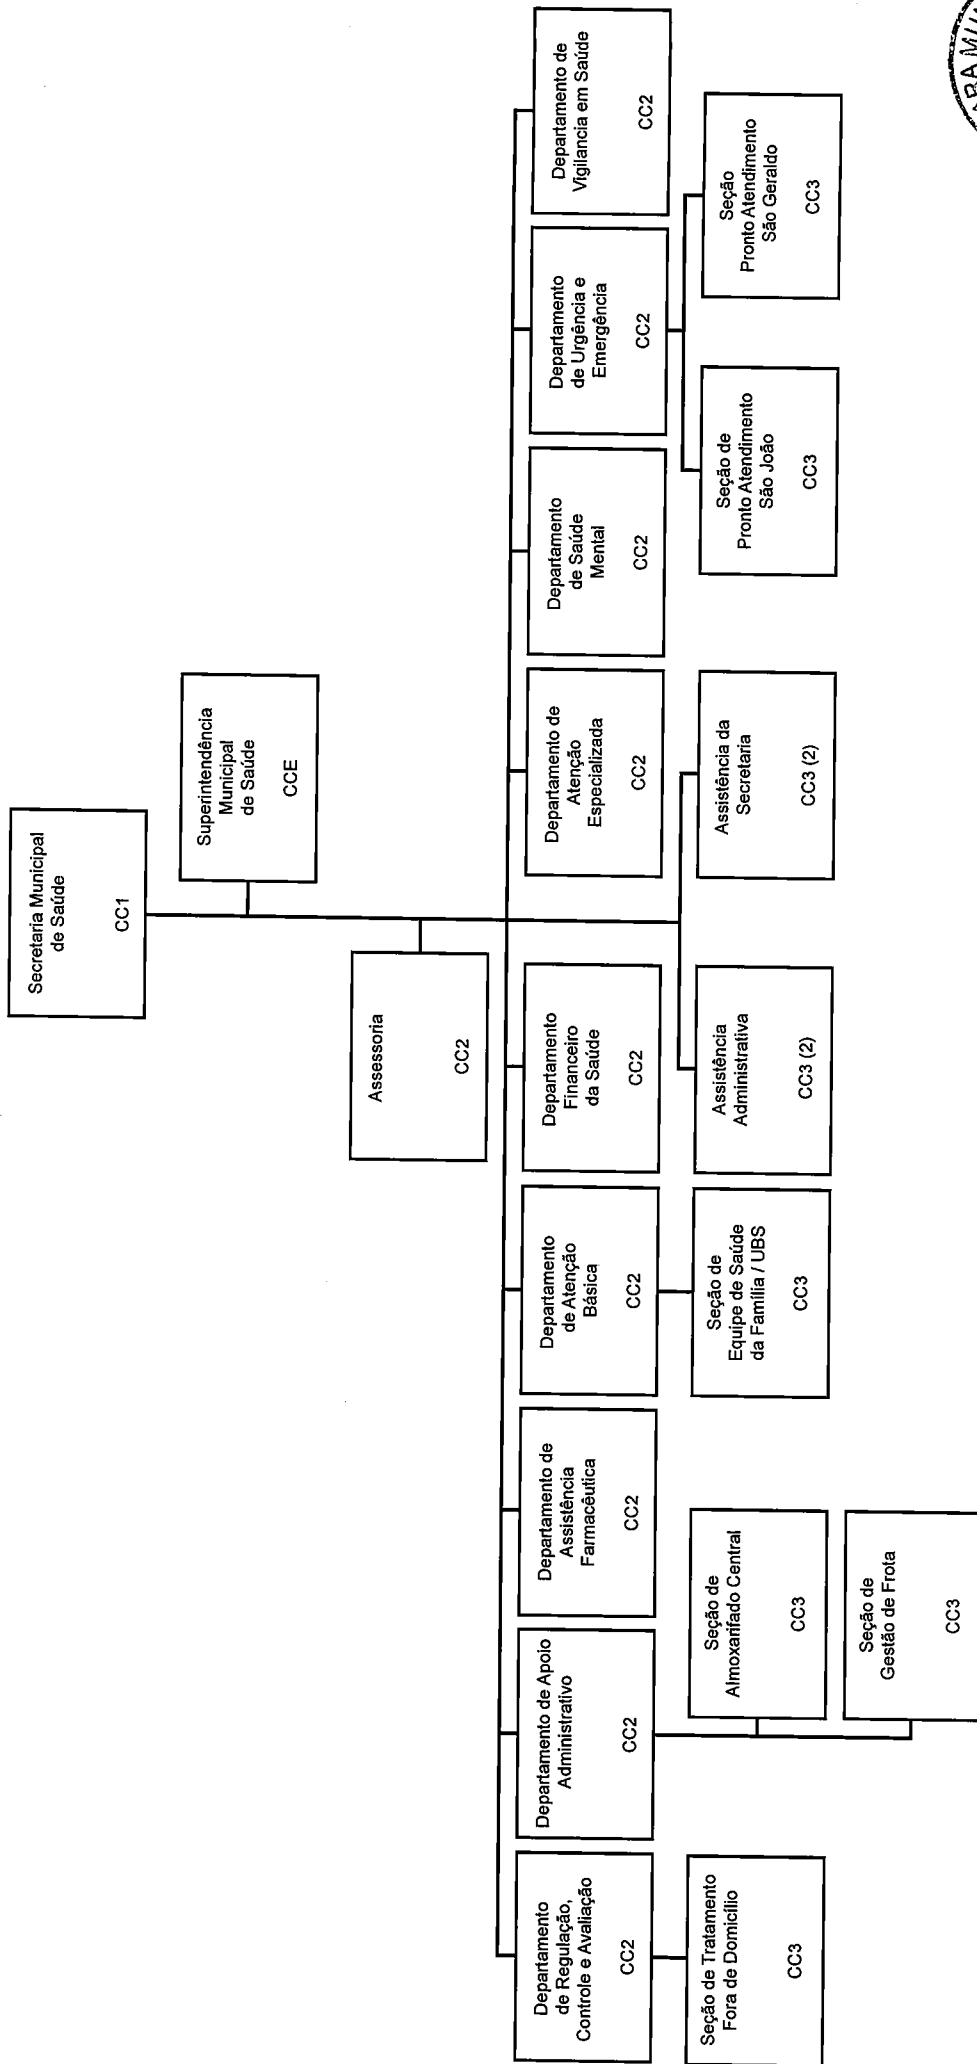 Secretaria Municipal
de Saúde
CC1
Superintendência
Municipal
de Saúde
CCE
Assessoria
CC2
Departamento
de Regulação,
Controle e Avaliação
CC2
Departamento de Apoio
Administrativo
CC2
Departamento de
Assistência
Farmacêutica
CC2
Departamento
de Atenção
Básica
CC2
Departamento
Financeiro
da Saúde
CC2
Departamento de
Atenção
Especializada
CC2
Departamento
de Saúde
Mental
CC2
Departamento
de Urgência e
Emergência
CC2
Departamento de
Vigilancia em Saúde
CC2
Seção de Tratamento
Fora de Domicílio
CC3
Seção de
Almoxarifado Central
CC3
Seção de
Gestão de Frota
CC3
Seção de
Equipe de Saúde
da Família / UBS
CC3
Assistência
Administrativa
CC3 (2)
Assistência da
Secretaria
CC3 (2)
Seção de
Pronto Atendimento
São João
CC3
Seção
Pronto Atendimento
São Geraldo
CC3